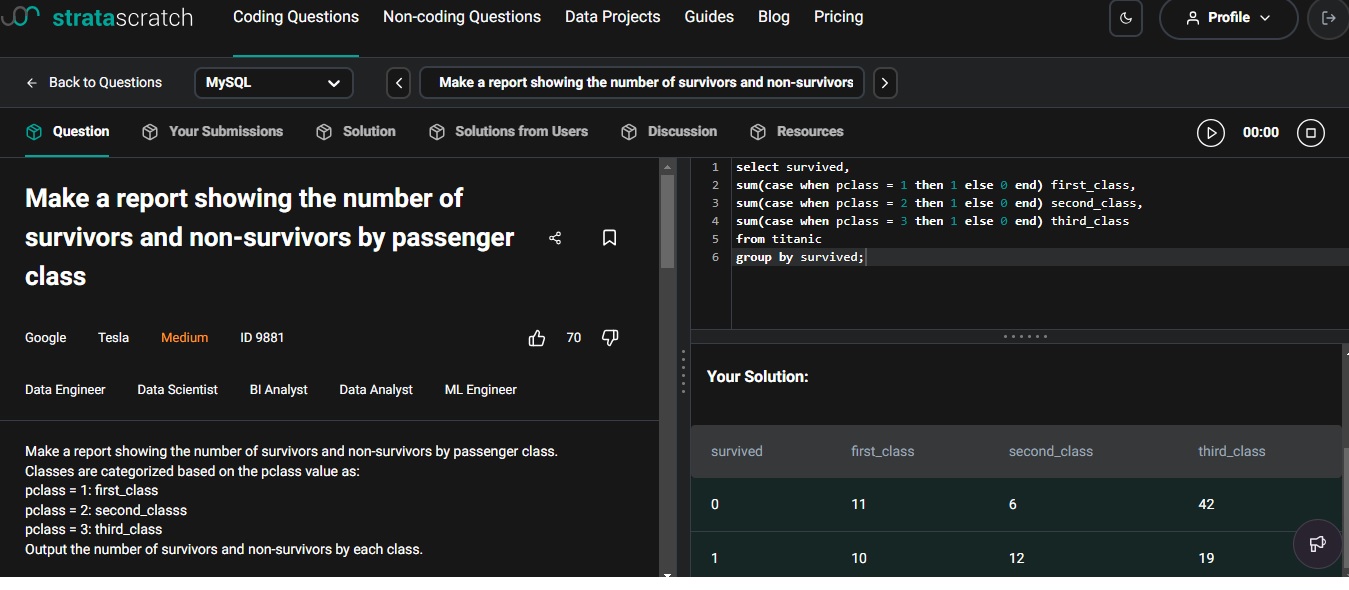 stratascratch
Coding Questions
Non-coding Questions
Data Projects
Guides
Blog
Pricing
Profile
Back to Questions
MySQL
Make a report showing the number of survivors and non-survivors
Question
Your Submissions
Solution
Solutions from Users
Discussion
Resources
00:00
Make a report showing the number of
survivors and non-survivors by passenger
class
Google Tesla Medium ID 9881
70
Data Engineer Data Scientist BI Analyst Data Analyst ML Engineer
Make a report showing the number of survivors and non-survivors by passenger class.
Classes are categorized based on the pclass value as:
pclass = 1: first_class
pclass = 2: second_classs
pclass = 3: third_class
Output the number of survivors and non-survivors by each class.
1 select survived,
2 sum(case when pclass = 1 then 1 else 0 end) first_class,
3 sum(case when pclass = 2 then 1 else 0 end) second_class,
4 sum(case when pclass = 3 then 1 else 0 end) third_class
5 from titanic
6 group by survived;
Your Solution:
survived first_class second_class third_class
0 11 6 42
1 10 12 19